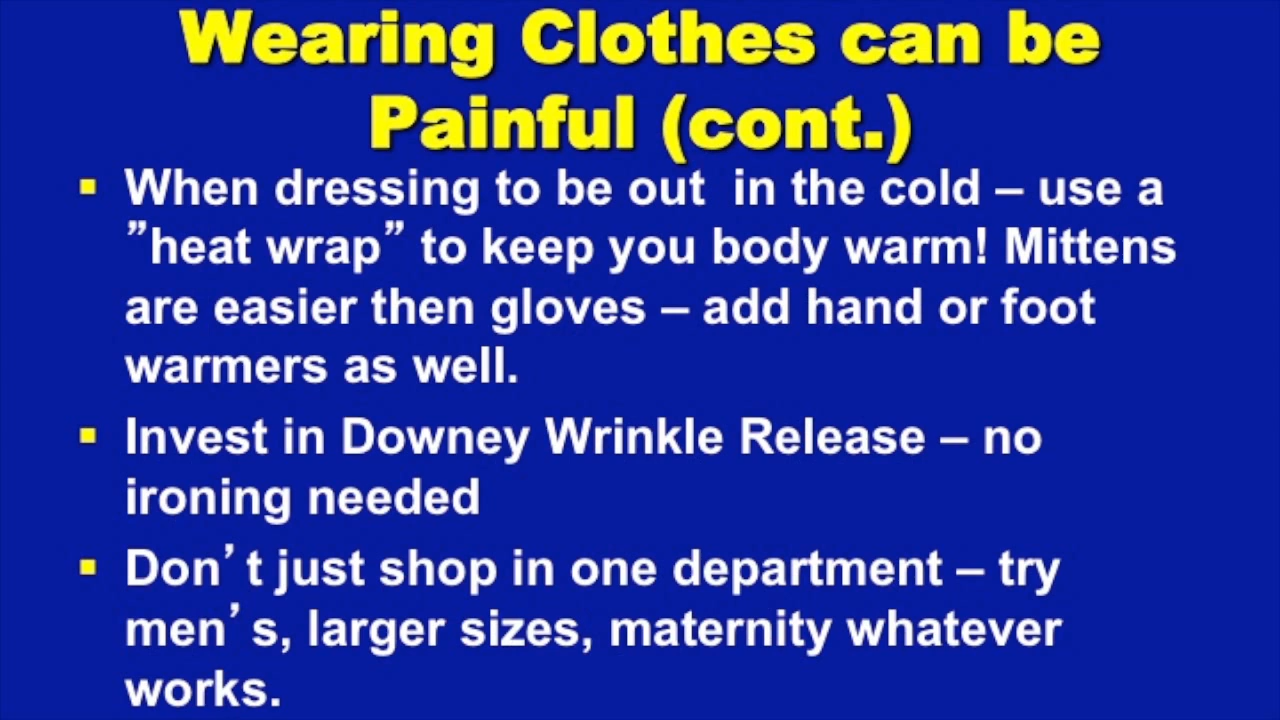 Wearing Clothes can be
Painful (cont.)
▪ When dressing to be out  in the cold – use a
”heat wrap” to keep you body warm! Mittens
are easier then gloves – add hand or foot
warmers as well.
▪ Invest in Downey Wrinkle Release – no
ironing needed
▪ Don’t just shop in one department – try
men’s, larger sizes, maternity whatever
works.